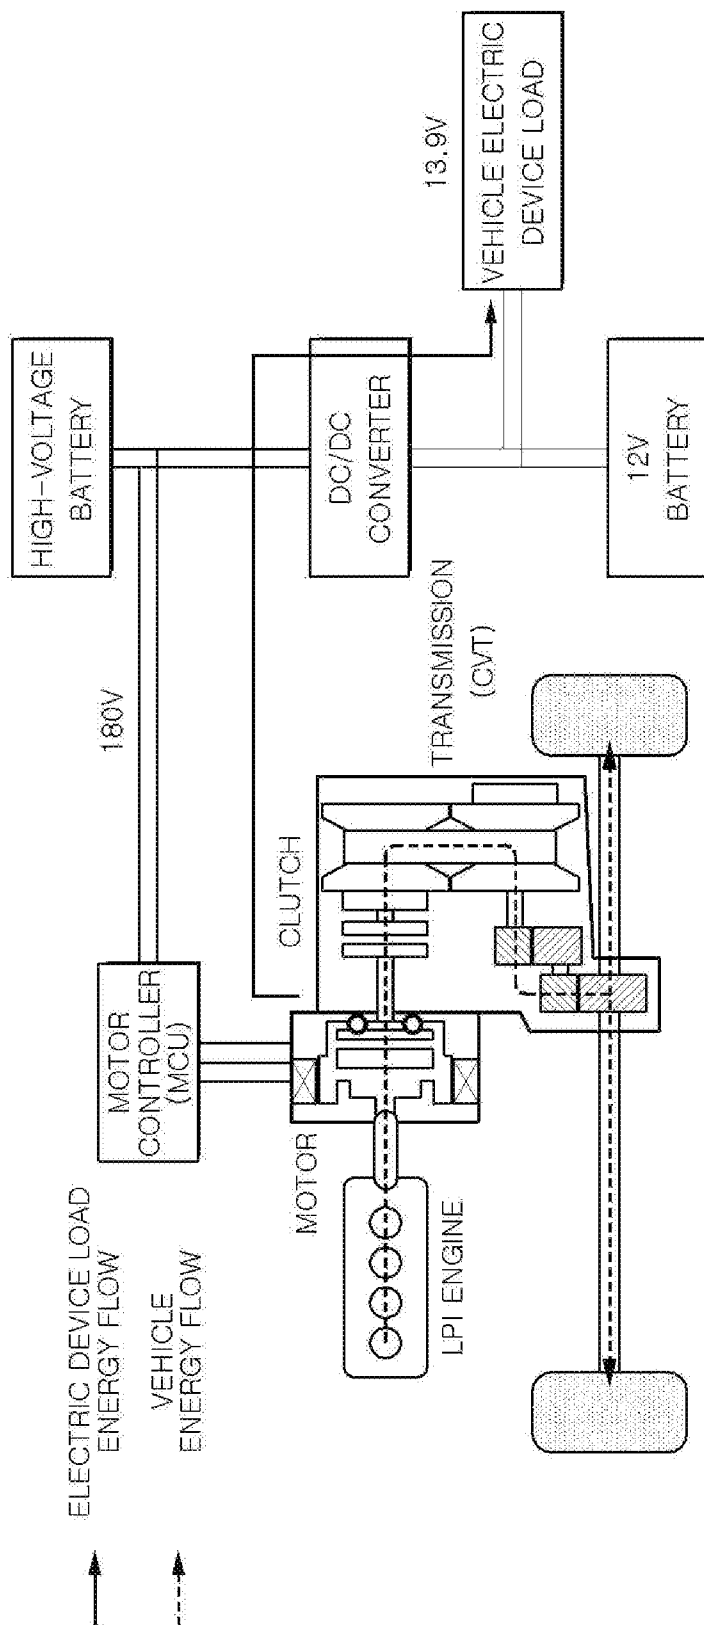 ELECTRIC DEVICE LOAD
ENERGY FLOW
VEHICLE
ENERGY FLOW
MOTOR
CONTROLLER
(MCU)
180V
HIGH-VOLTAGE
BATTERY
MOTOR
CLUTCH
LPI ENGINE
TRANSMISSION
(CVT)
DC/DC
CONVERTER
13.9V
VEHICLE ELECTRIC
DEVICE LOAD
12V
BATTERY